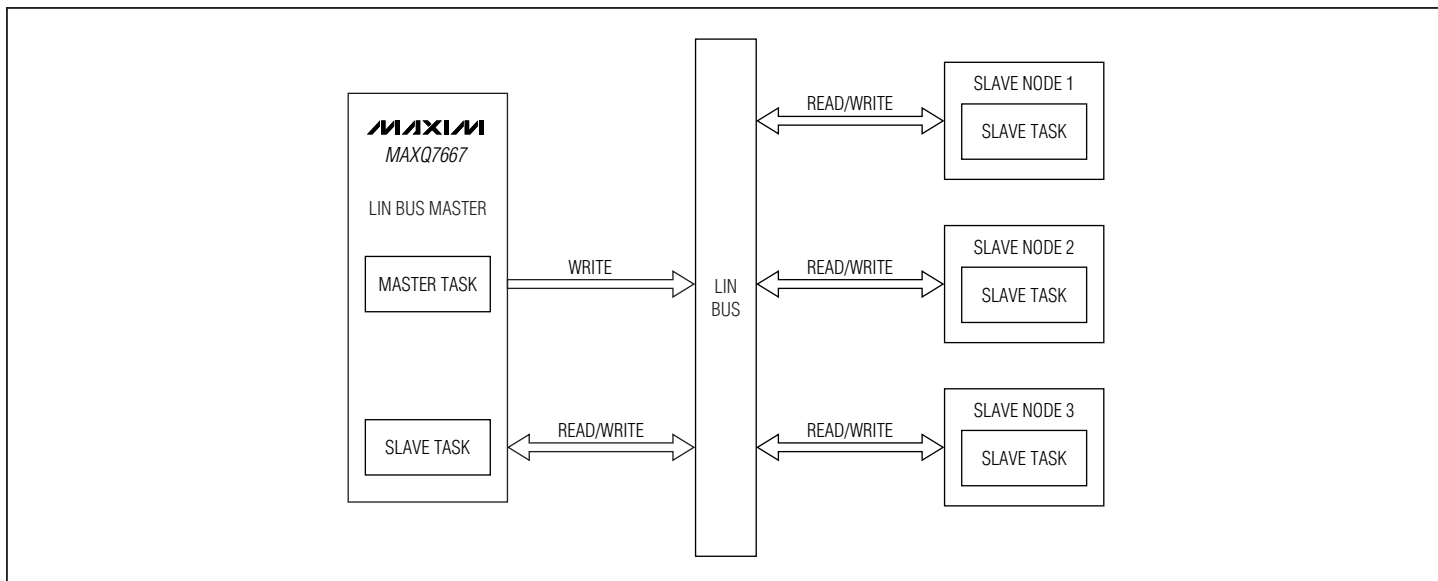 MAXIM
MAXQ7667
LIN BUS MASTER
MASTER TASK
SLAVE TASK
WRITE
READ/WRITE
LIN
BUS
READ/WRITE
READ/WRITE
READ/WRITE
SLAVE NODE 1
SLAVE TASK
SLAVE NODE 2
SLAVE TASK
SLAVE NODE 3
SLAVE TASK